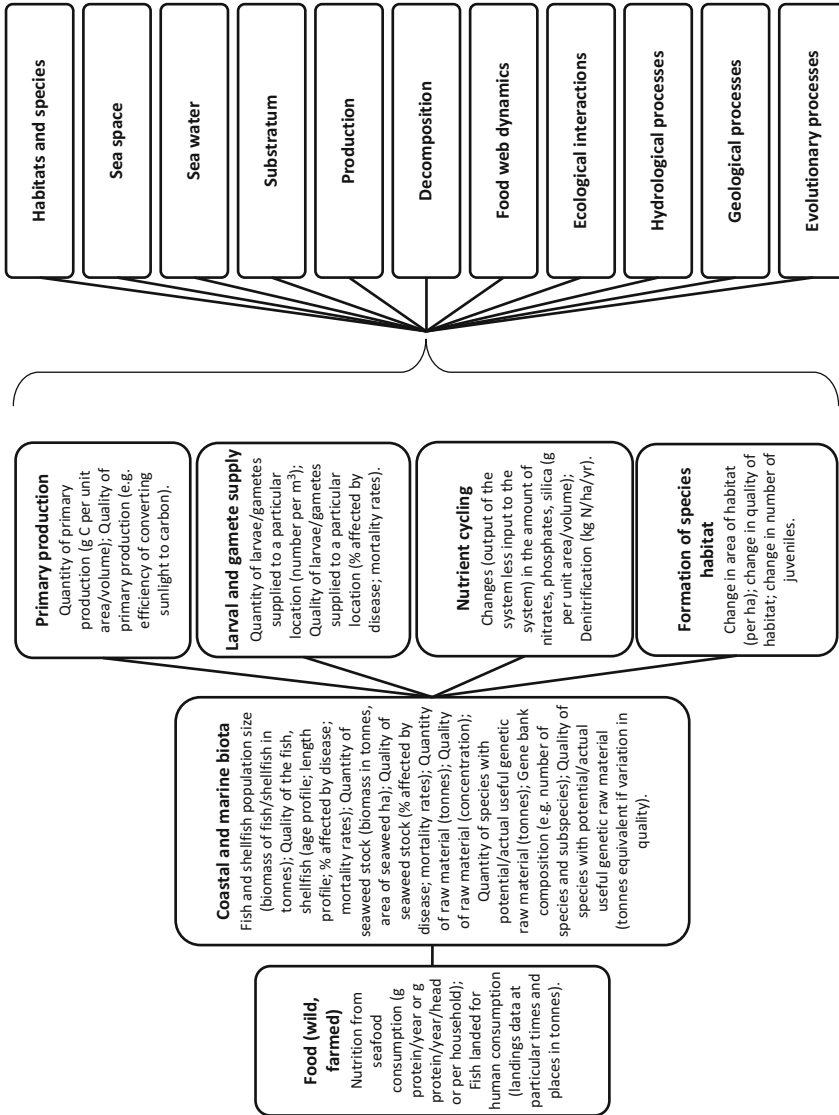 Food (wild,
farmed)
Nutrition from
seafood
consumption (g
protein/year or g
protein/year/head
or per household);
Fish landed for
human consumption
(landings data at
particular times and
places in tonnes).
Coastal and marine biota
Fish and shellfish population size
(biomass of fish/shellfish in
tonnes); Quality of the fish,
shellfish (age profile; length
profile; % affected by disease;
mortality rates); Quantity of
seaweed stock (biomass in tonnes,
area of seaweed ha); Quality of
seaweed stock (% affected by
disease; mortality rates); Quantity
of raw material (tonnes); Quality
of raw material (concentration);
Quantity of species with
potential/actual useful genetic
raw material (tonnes); Gene bank
composition (e.g. number of
species and subspecies); Quality of
species with potential/actual
useful genetic raw material
(tonnes equivalent if variation in
quality).
Primary production
Quantity of primary
production (g C per unit
area/volume); Quality of
primary production (e.g.
efficiency of converting
sunlight to carbon).
Larval and gamete supply
Quantity of larvae/gametes
supplied to a particular
location (number per m³);
Quality of larvae/gametes
supplied to a particular
location (% affected by
disease; mortality rates).
Nutrient cycling
Changes (output of the
system less input to the
system) in the amount of
nitrates, phosphates, silica (g
per unit area/volume);
Denitrification (kg N/ha/yr).
Formation of species
habitat
Change in area of habitat
(per ha); change in quality of
habitat; change in number of
juveniles.
Habitats and species
Sea space
Sea water
Substratum
Production
Decomposition
Food web dynamics
Ecological interactions
Hydrological processes
Geological processes
Evolutionary processes